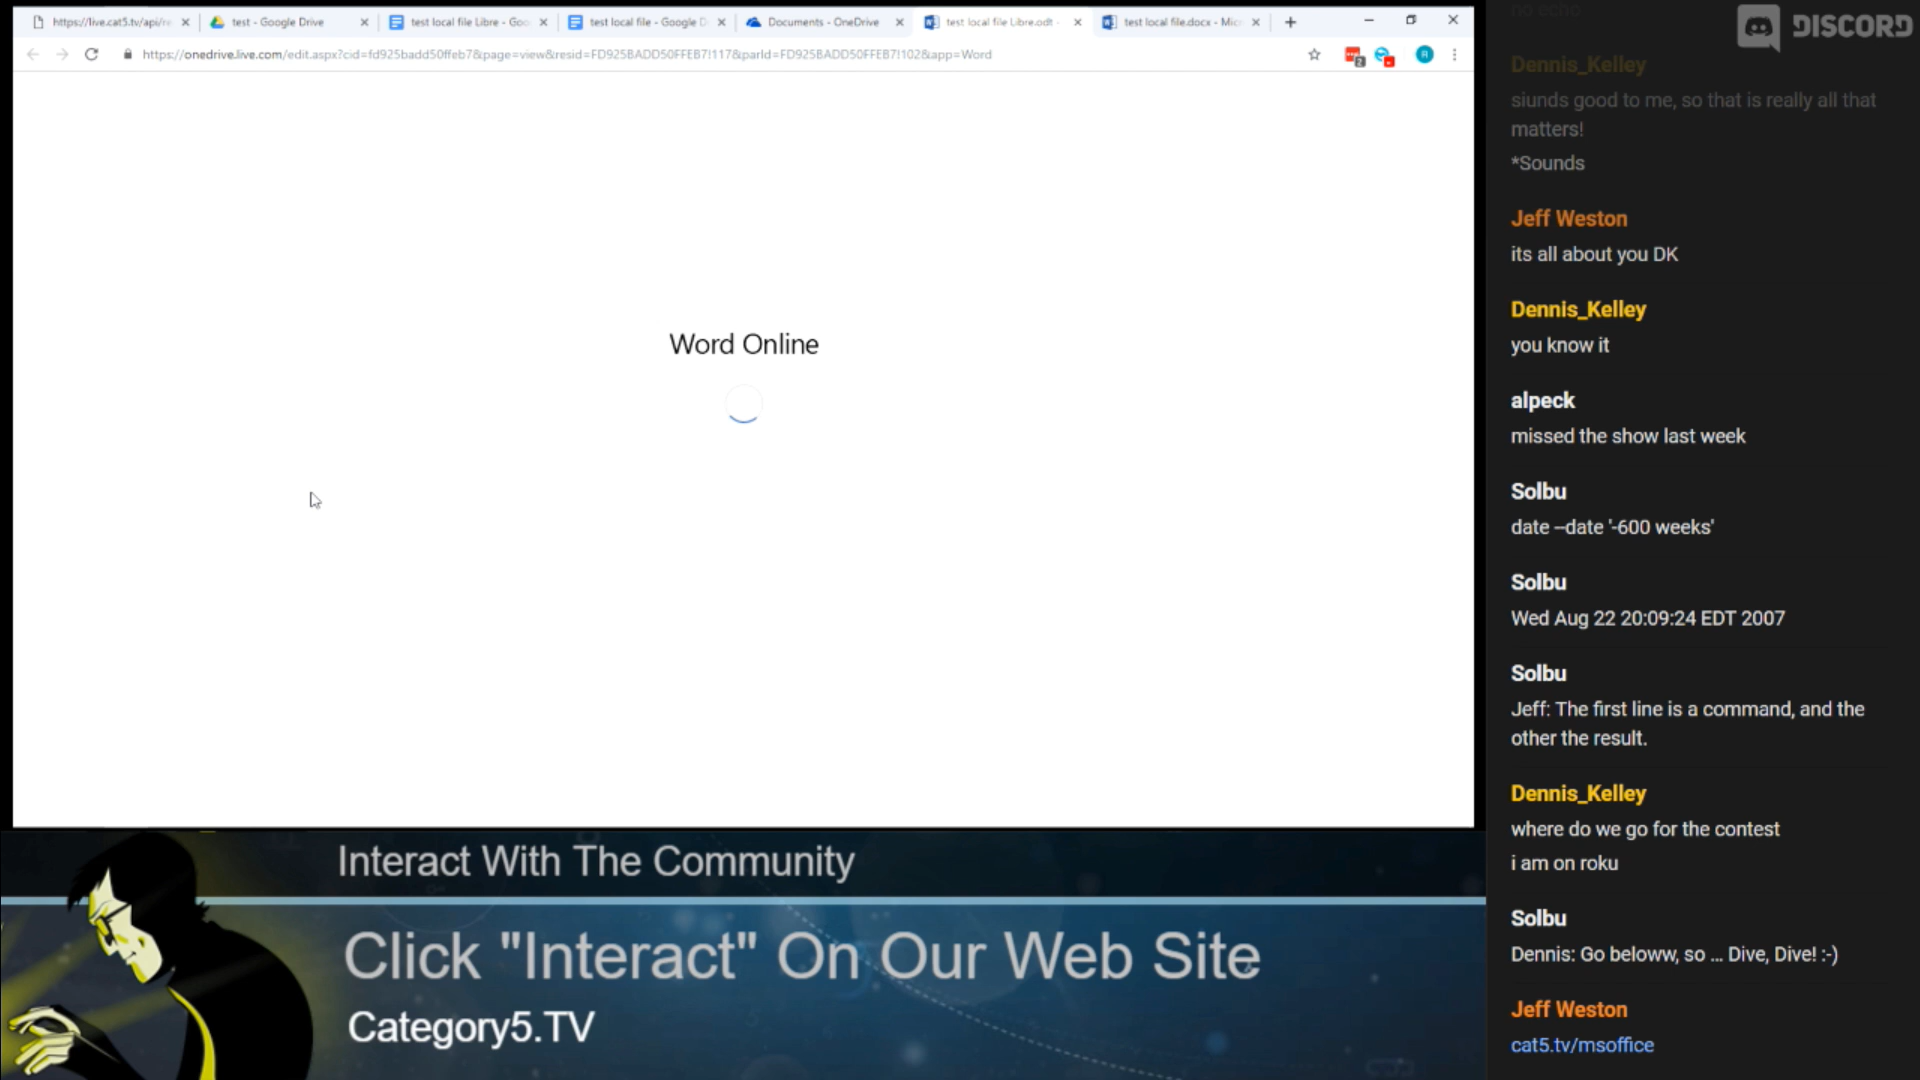 https://live.cat5.tv/api/re
test - Google Drive
test local file Libre - Goo
test local file - Google D
Documents - OneDrive
test local file Libre.odt -
test local file.docx - Mic
https://onedrive.live.com/edit.aspx?cid=fd925badd50ffeb7&page=view&resid=FD925BADD50FFEB7!117&parId=FD925BADD50FFEB7!102&app=Word
Word Online
Interact With The Community
Click "Interact" On Our Web Site
Category5.TV
DISCORD
no echo
Dennis_Kelley
siunds good to me, so that is really all that
matters!
*Sounds
Jeff Weston
its all about you DK
Dennis_Kelley
you know it
alpeck
missed the show last week
Solbu
date --date '-600 weeks'
Solbu
Wed Aug 22 20:09:24 EDT 2007
Solbu
Jeff: The first line is a command, and the
other the result.
Dennis_Kelley
where do we go for the contest
i am on roku
Solbu
Dennis: Go beloww, so ... Dive, Dive! :-)
Jeff Weston
cat5.tv/msoffice